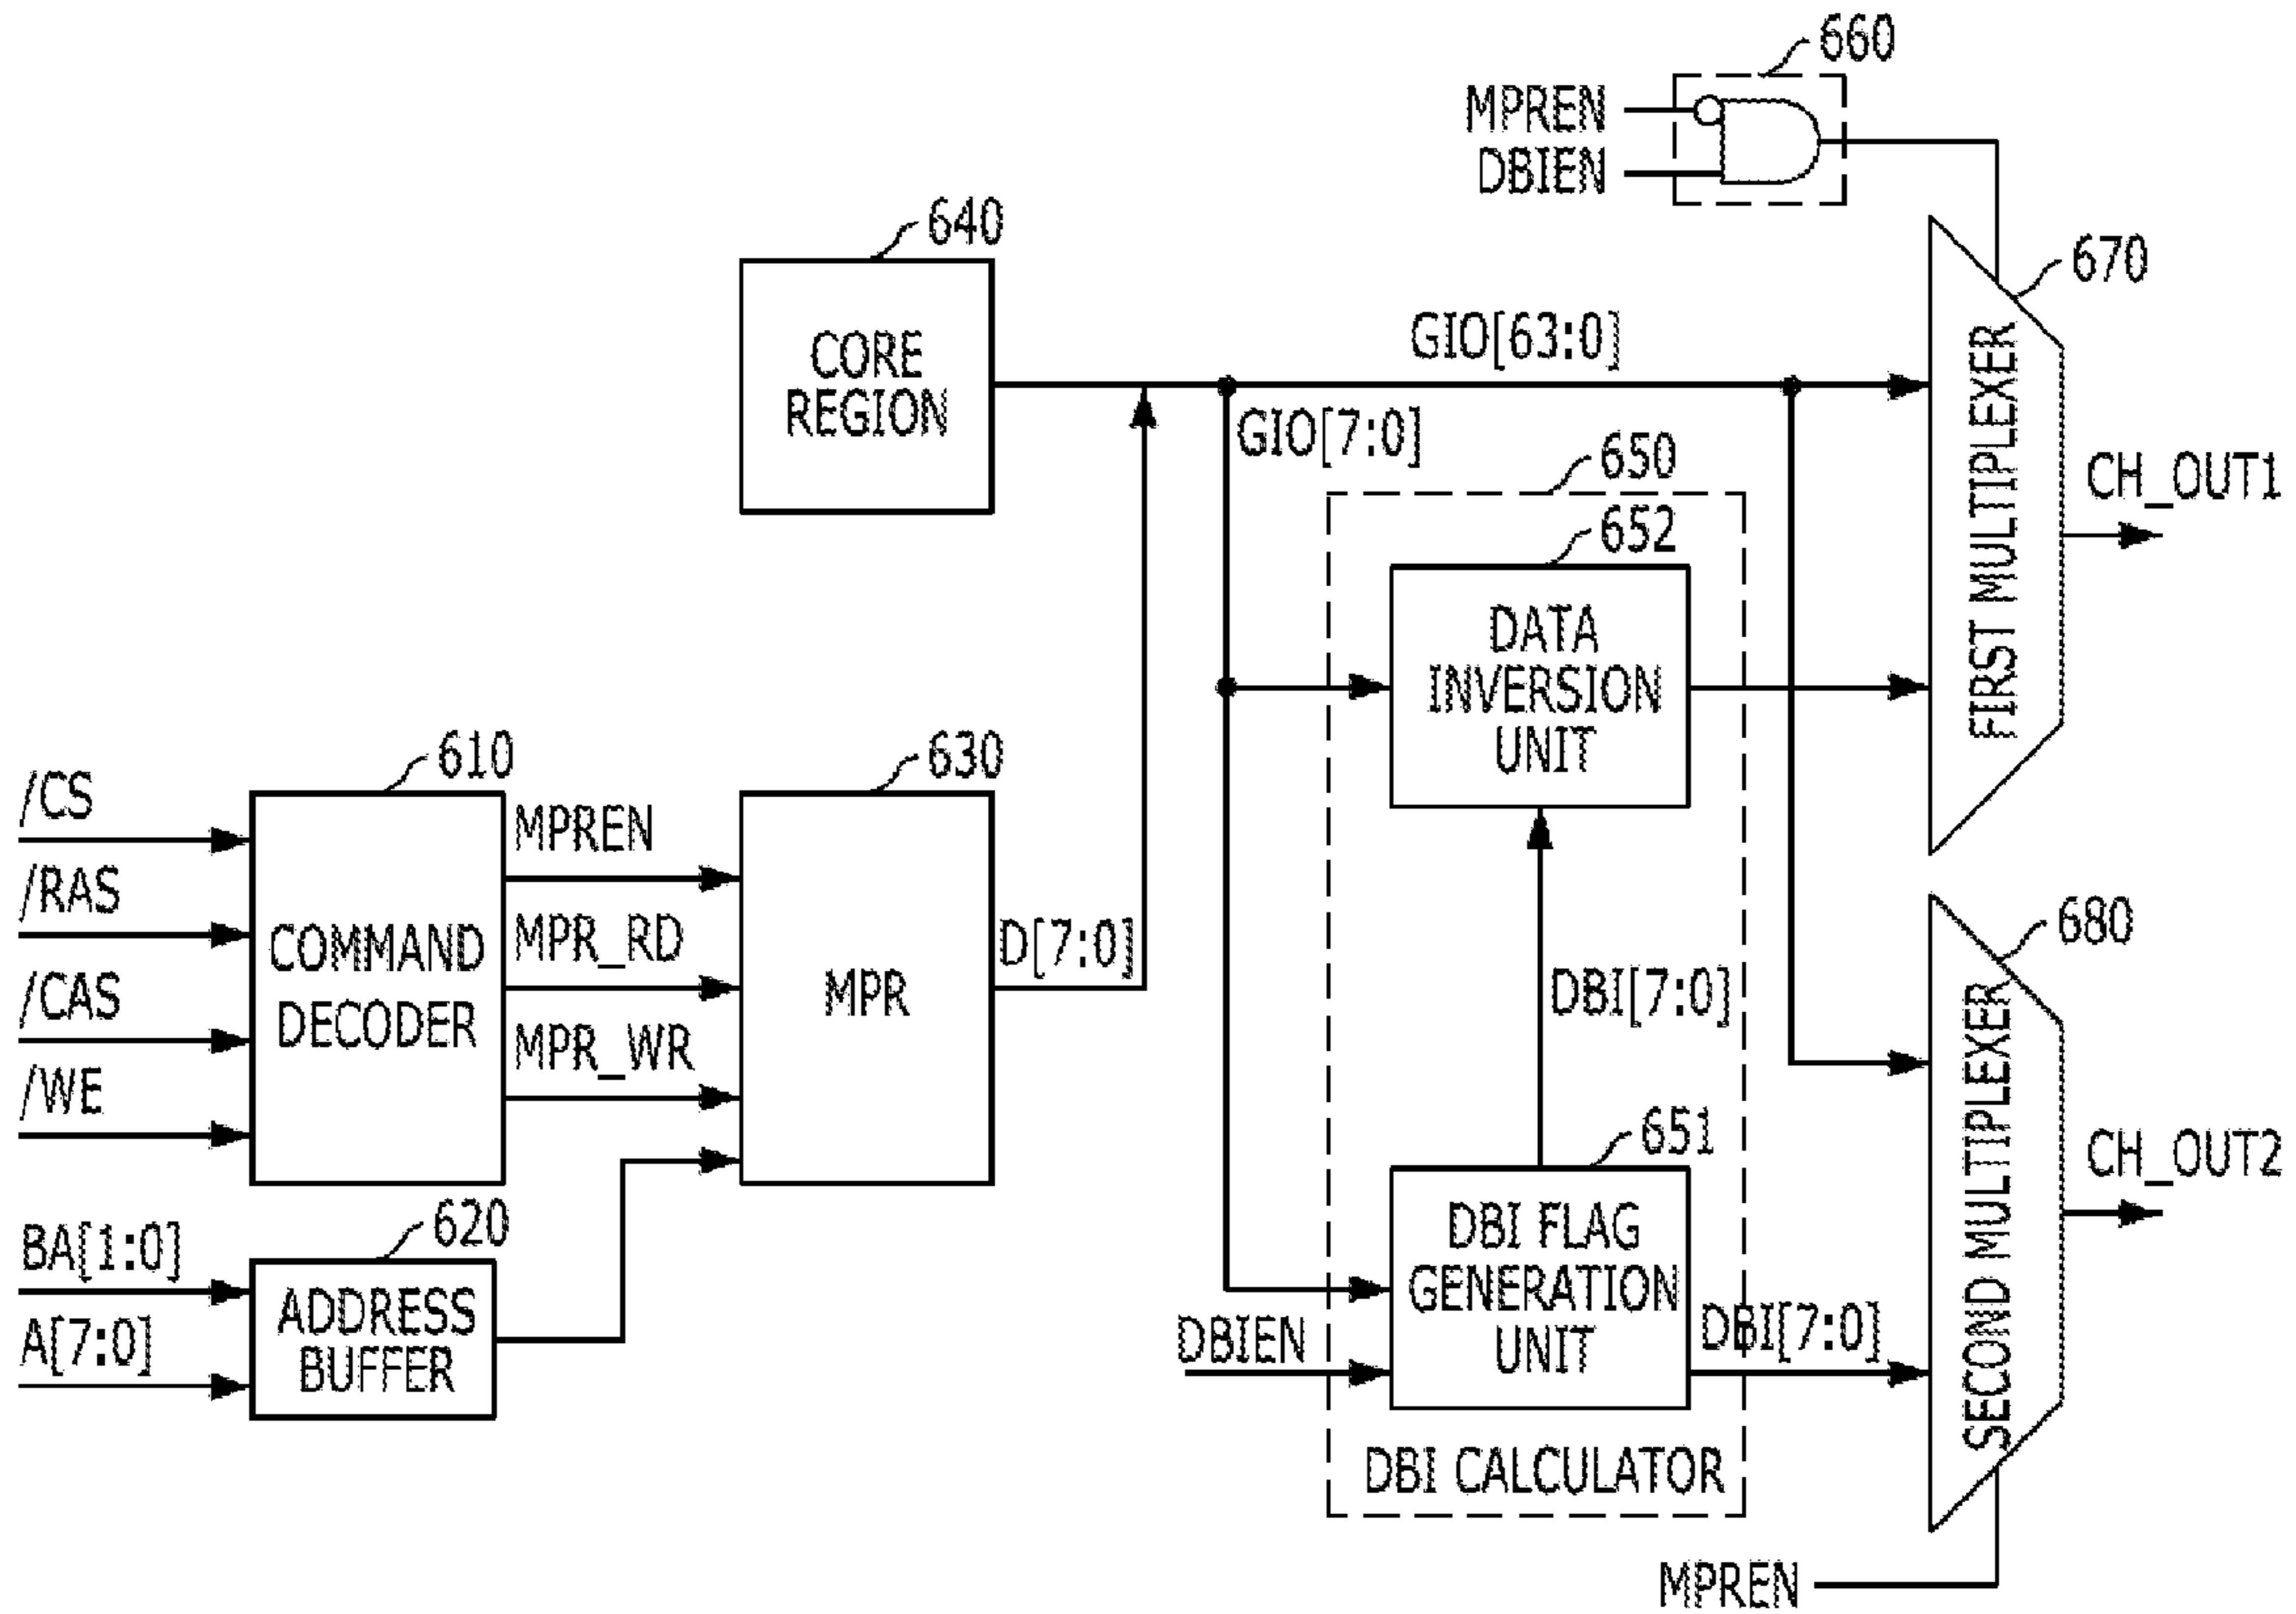 660
MPREN
DBIEN
640
670
CORE
REGION
GIO[63:0]
GIO[7:0]
FIRST MULTIPLEXER
CH_OUT1
650
652
DATA
INVERSION
UNIT
610
630
/CS
/RAS
/CAS
/WE
COMMAND
DECODER
MPREN
MPR_RD
MPR_WR
MPR
D[7:0]
DBI[7:0]
680
651
SECOND MULTIPLEXER
CH_OUT2
620
BA[1:0]
A[7:0]
ADDRESS
BUFFER
DBI FLAG
GENERATION
UNIT
DBIEN
DBI[7:0]
DBI CALCULATOR
MPREN